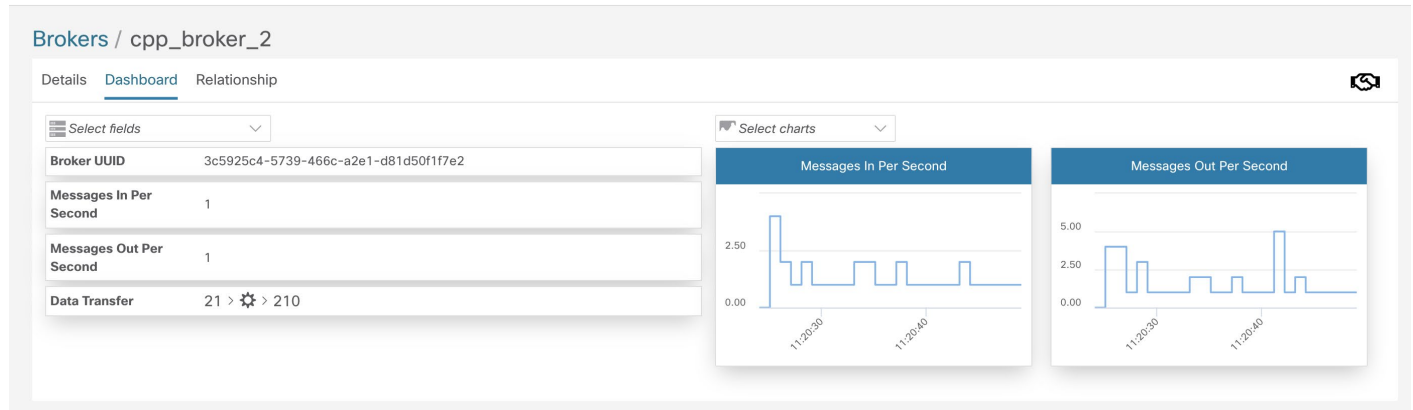 Brokers / cpp_broker_2
Details Dashboard Relationship
Select fields
Broker UUID 3c5925c4-5739-466c-a2e1-d81d50f1f7e2
Messages In Per
Second
1
Messages Out Per
Second
1
Data Transfer 21 > > 210
Select charts
Messages In Per Second
2.50
0.00
11:20:30
11:20:40
Messages Out Per Second
5.00
2.50
0.00
11:20:30
11:20:40